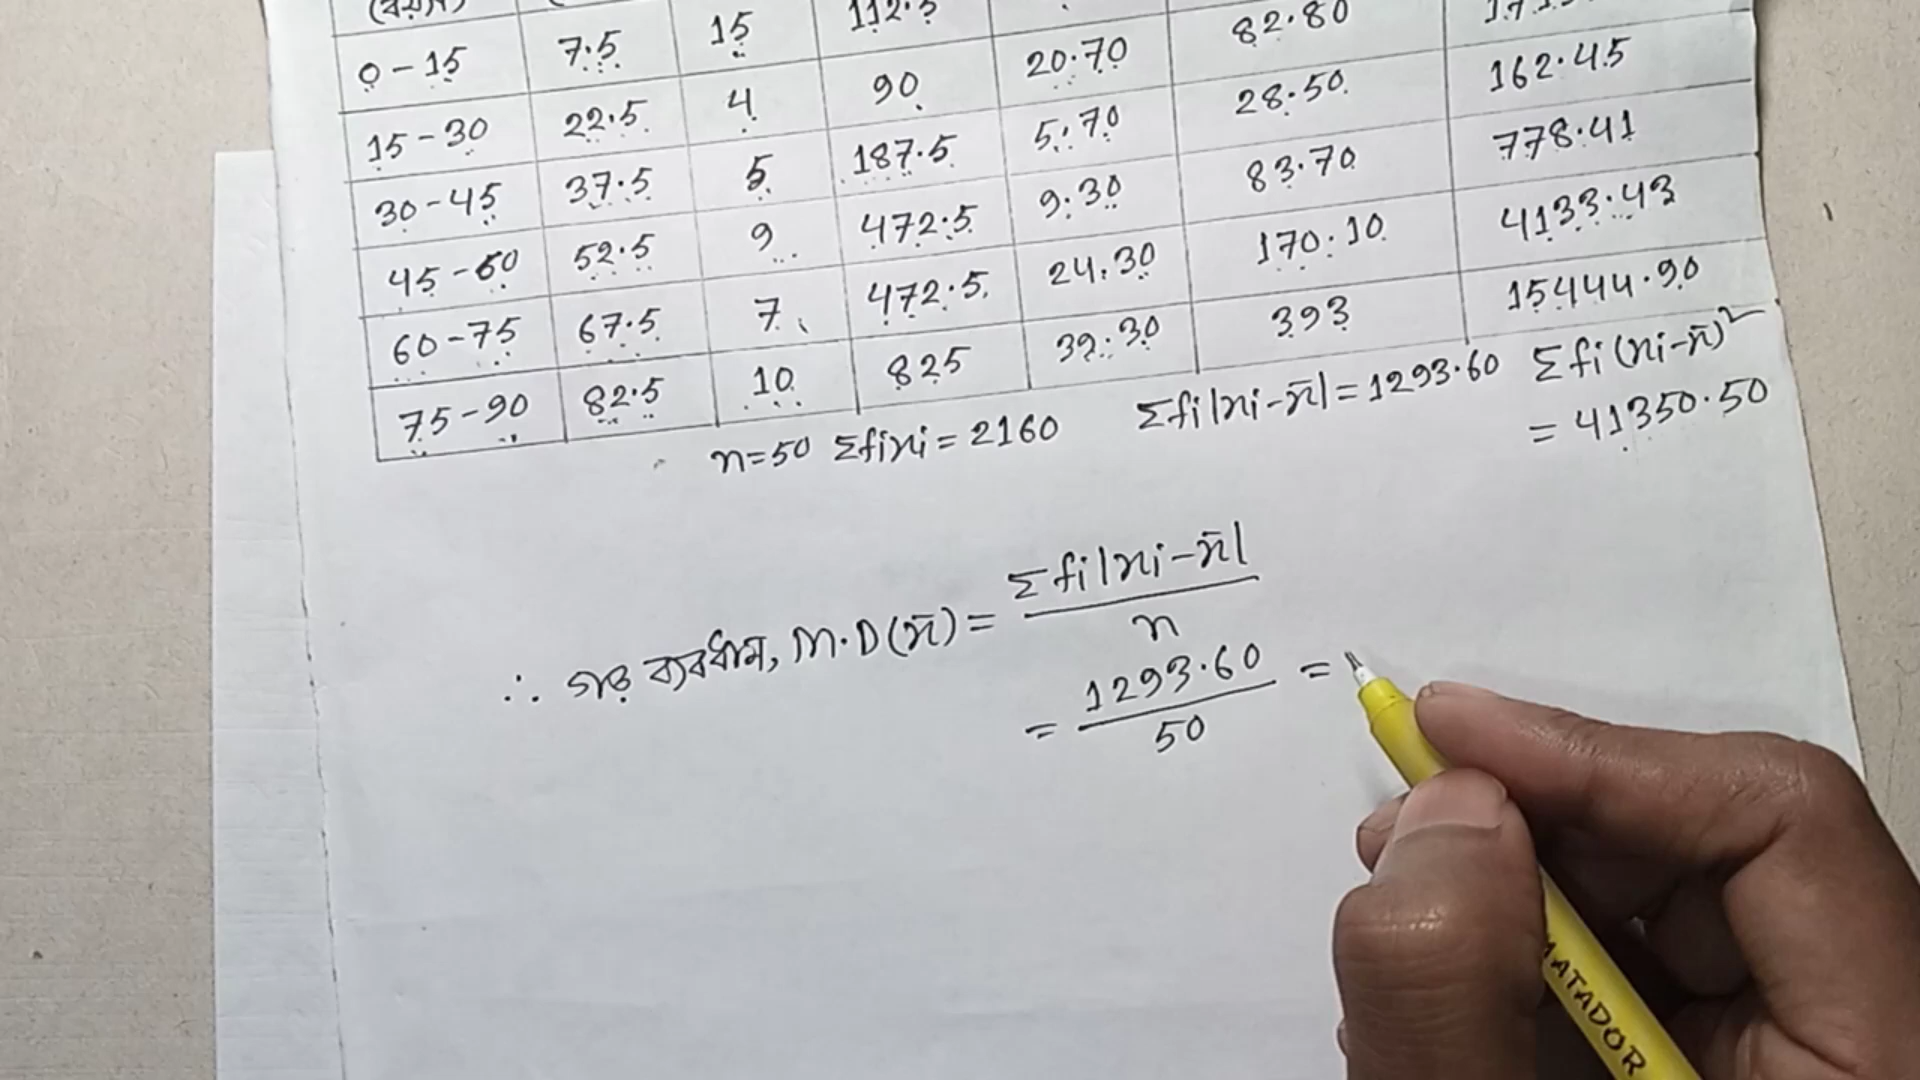 (বয়স)
0-15 7.5 15 112.5 82.80
15-30 22.5 4 90 20.70 28.50 162.45
30-45 37.5 5 187.5 5.70 83.70 778.41
45-60 52.5 9 472.5 9.30 170.10 4133.43
60-75 67.5 7 472.5 24.30 393 15444.90
75-90 82.5 10 825 39.30 Σfi|xi-x̄|=1293.60 Σfi(xi-x̄)²
n=50 Σfixi=2160 = 41350.50
∴ গড় ব্যবধান, M.D(x̄) = Σfi|xi-x̄| / n
= 1293.60 / 50 =
MATADOR